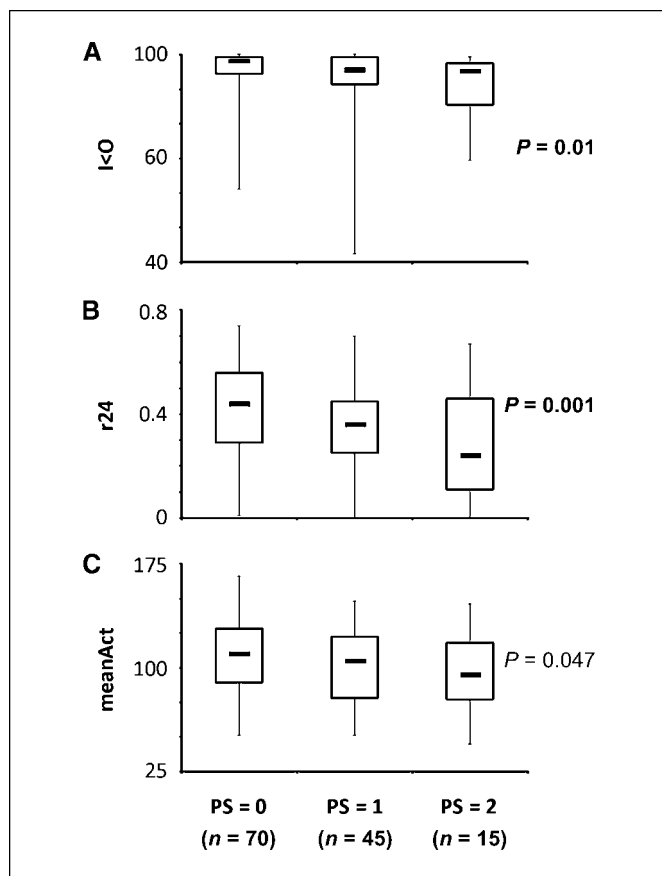 A
100
60
40
I<O
P = 0.01
B
0.8
0.4
0
r24
P = 0.001
C
175
100
25
meanAct
P = 0.047
PS = 0 PS = 1 PS = 2
(n = 70) (n = 45) (n = 15)